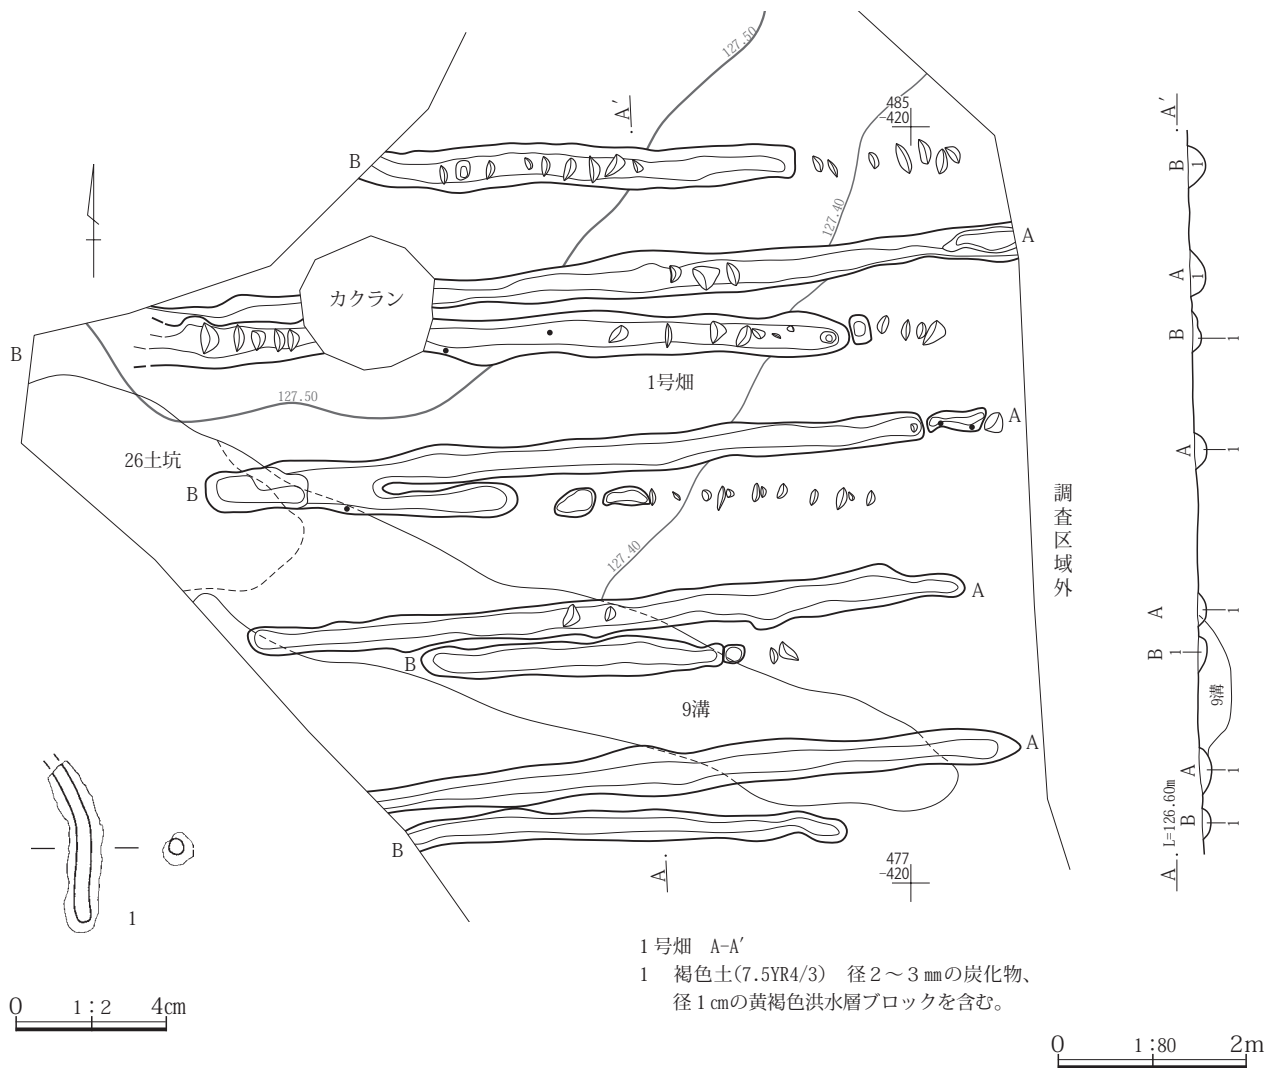 127.50
A′
485
-420
A′
B
B
1
127.40
A
A
1
カクラン
B
B
1
1号畑
127.50
A
A
1
26土坑
B
調査区域外
127.40
A
A
1
B
B
1
9溝
9溝
A
A
1
L=126.60m
B
1
B
A
477
-420
A
1
1号畑 A-A′
1 褐色土(7.5YR4/3) 径2～3㎜の炭化物、
径1㎝の黄褐色洪水層ブロックを含む。
0 1：2 4cm
0 1：80 2m